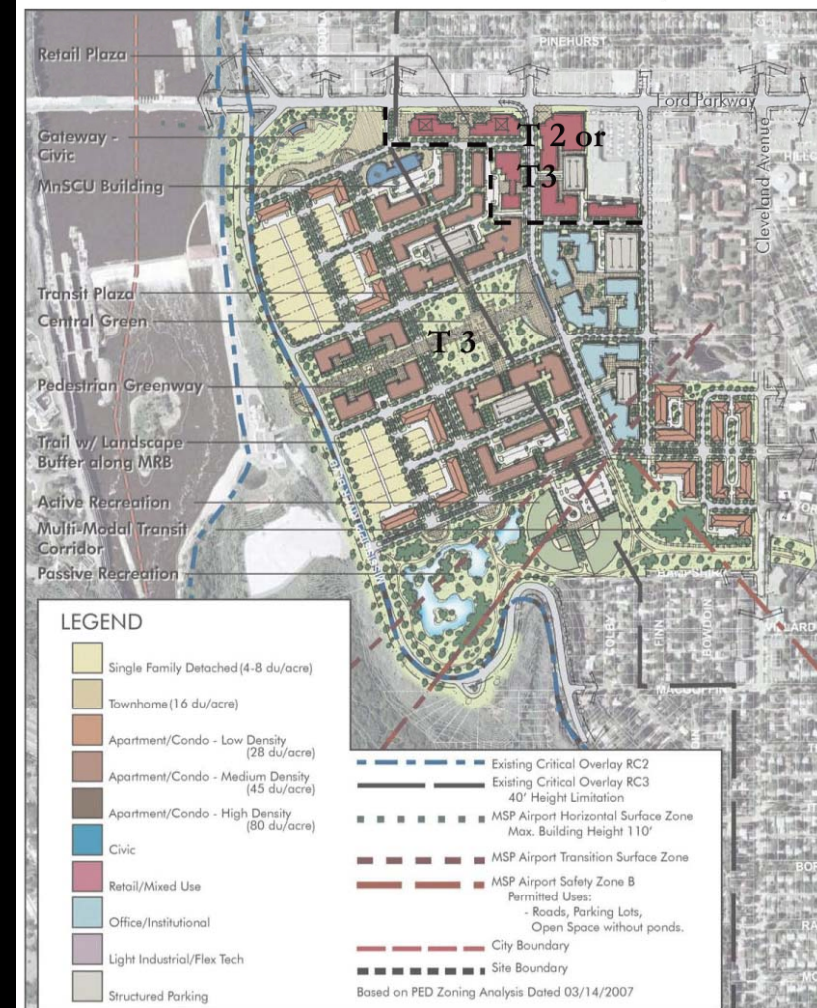 PINEHURST
Retail Plaza
Ford Parkway
Gateway -
Civic
T 2 or
T3
MnSCU Building
Cleveland Avenue
Transit Plaza
Central Green
T 3
Pedestrian Greenway
Trail w/ Landscape
Buffer along MRB
Active Recreation
Multi-Modal Transit
Corridor
Passive Recreation
COLBY
FINN
BOWDOIN
VILLARD
LEGEND
Single Family Detached (4-8 du/acre)
Townhome (16 du/acre)
Apartment/Condo - Low Density
(28 du/acre)
Apartment/Condo - Medium Density
(45 du/acre)
Apartment/Condo - High Density
(80 du/acre)
Civic
Retail/Mixed Use
Office/Institutional
Light Industrial/Flex Tech
Structured Parking
Existing Critical Overlay RC2
Existing Critical Overlay RC3
40' Height Limitation
MSP Airport Horizontal Surface Zone
Max. Building Height 110'
MSP Airport Transition Surface Zone
MSP Airport Safety Zone B
Permitted Uses:
- Roads, Parking Lots,
Open Space without ponds.
City Boundary
Site Boundary
Based on PED Zoning Analysis Dated 03/14/2007